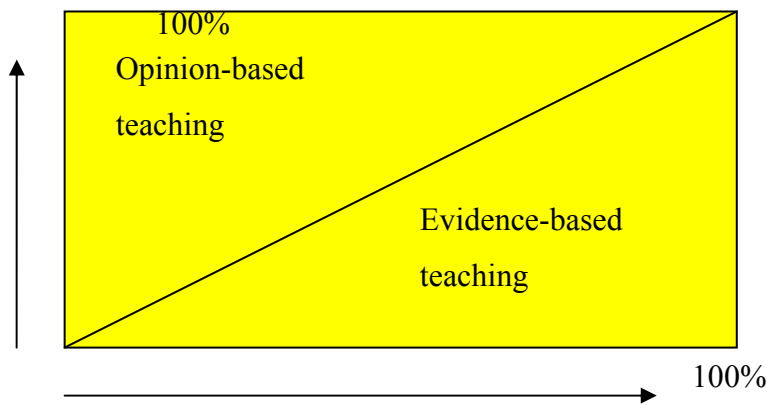 100%
Opinion-based
teaching
Evidence-based
teaching
100%